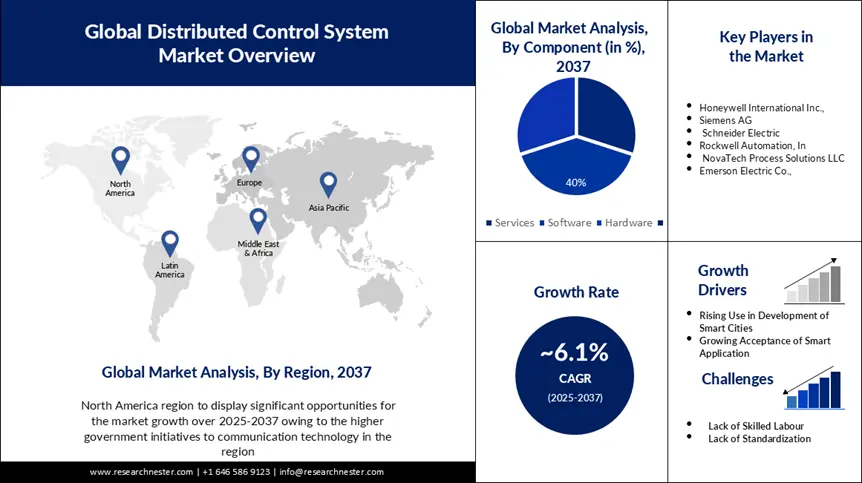 Global Distributed Control System
Market Overview
North
America
Europe
Asia Pacific
Middle East
& Africa
Latin
America
Global Market Analysis, By Region, 2037
North America region to display significant opportunities for
the market growth over 2025-2037 owing to the higher
government initiatives to communication technology in the
region
www.researchnester.com | +1 646 586 9123 | info@researchnester.com
Global Market Analysis,
By Component (in %),
2037
40%
Services Software Hardware
Key Players in
the Market
Honeywell International Inc.,
Siemens AG
Schneider Electric
Rockwell Automation, In
NovaTech Process Solutions LLC
Emerson Electric Co.,
Growth Rate
~6.1%
CAGR
(2025-2037)
Growth
Drivers
Rising Use in Development of
Smart Cities
Growing Acceptance of Smart
Application
Challenges
Lack of Skilled Labour
Lack of Standardization